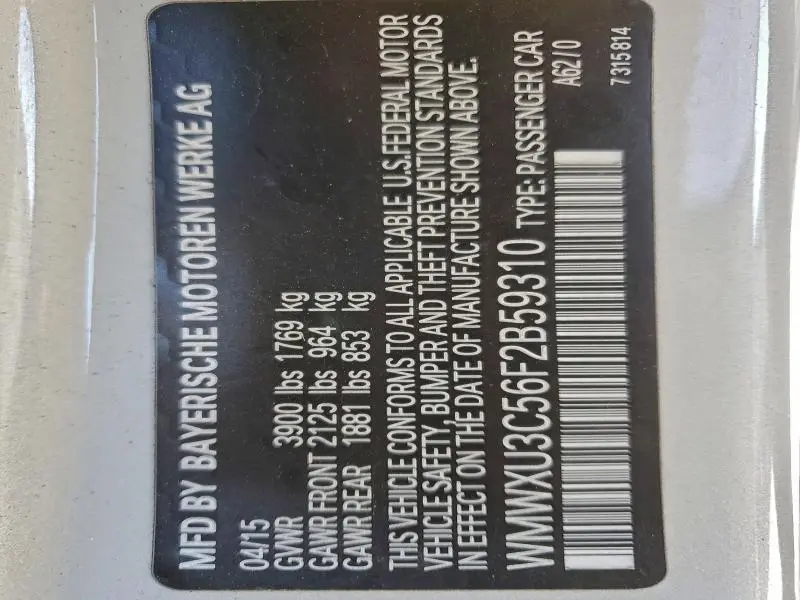 MFD BY BAYERISCHE MOTOREN WERKE AG
04/15
GVWR 3900 lbs 1769 kg
GAWR FRONT 2125 lbs 964 kg
GAWR REAR 1881 lbs 853 kg
THIS VEHICLE CONFORMS TO ALL APPLICABLE U.S. FEDERAL MOTOR
VEHICLE SAFETY, BUMPER AND THEFT PREVENTION STANDARDS
IN EFFECT ON THE DATE OF MANUFACTURE SHOWN ABOVE.
WMWXU3C56F2B59310 TYPE: PASSENGER CAR
A62/0
7315814